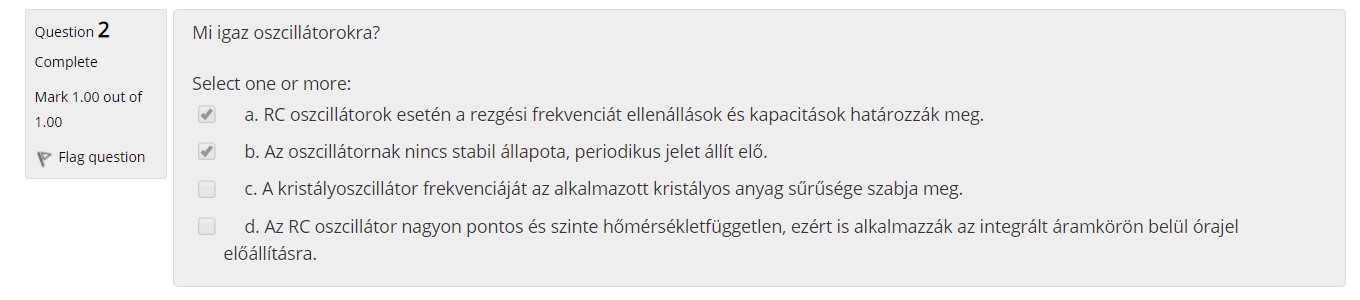 Question 2
Complete
Mark 1.00 out of
1.00
Flag question
Mi igaz oszcillátorokra?
Select one or more:
a. RC oszcillátorok esetén a rezgési frekvenciát ellenállások és kapacitások határozzák meg.
b. Az oszcillátornak nincs stabil állapota, periodikus jelet állít elő.
c. A kristályoszcillátor frekvenciáját az alkalmazott kristályos anyag sűrűsége szabja meg.
d. Az RC oszcillátor nagyon pontos és szinte hőmérsékletfüggetlen, ezért is alkalmazzák az integrált áramkörön belül órajel
előállításra.